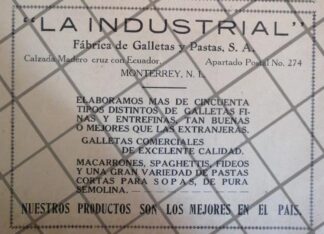 "LA INDUSTRIAL"
Fábrica de Galletas y Pastas, S. A.
Calzada Madero cruz con Ecuador. Apartado Postal No. 274
MONTERREY, N. L.
ELABORAMOS MAS DE CINCUENTA
TIPOS DISTINTOS DE GALLETAS FI-
NAS Y ENTREFINAS, TAN BUENAS
O MEJORES QUE LAS EXTRANJERAS.
GALLETAS COMERCIALES
DE EXCELENTE CALIDAD.
MACARRONES, SPAGHETTIS, FIDEOS
Y UNA GRAN VARIEDAD DE PASTAS
CORTAS PARA SOPAS, DE PURA
SEMOLINA.
NUESTROS PRODUCTOS SON LOS MEJORES EN EL PAIS.